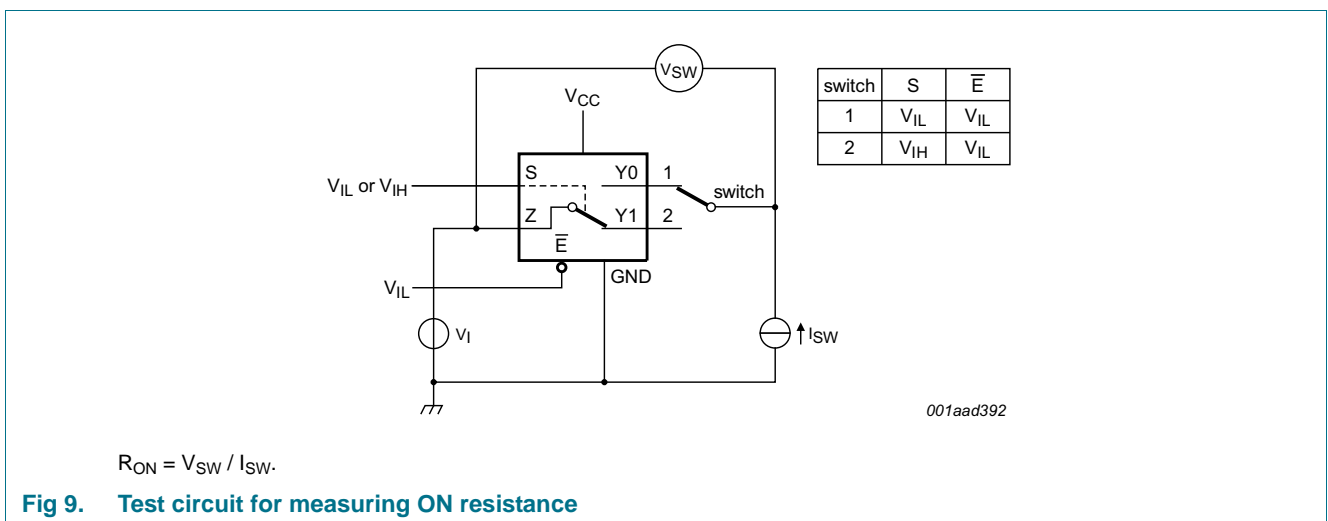 VSW
switch S E
1 VIL VIL
2 VIH VIL
VCC
VIL or VIH
S Y0 1
switch
Z Y1 2
E
GND
VIL
VI
ISW
001aad392
RON = VSW / ISW.
Fig 9. Test circuit for measuring ON resistance